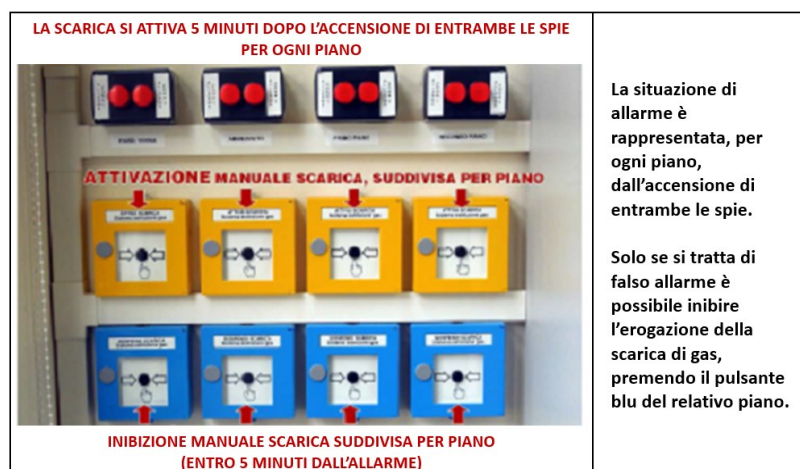 LA SCARICA SI ATTIVA 5 MINUTI DOPO L'ACCENSIONE DI ENTRAMBE LE SPIE
PER OGNI PIANO
ATTIVAZIONE MANUALE SCARICA, SUDDIVISA PER PIANO
INIBIZIONE MANUALE SCARICA SUDDIVISA PER PIANO
(ENTRO 5 MINUTI DALL'ALLARME)
La situazione di
allarme è
rappresentata, per
ogni piano,
dall'accensione di
entrambe le spie.
Solo se si tratta di
falso allarme è
possibile inibire
l'erogazione della
scarica di gas,
premendo il pulsante
blu del relativo piano.